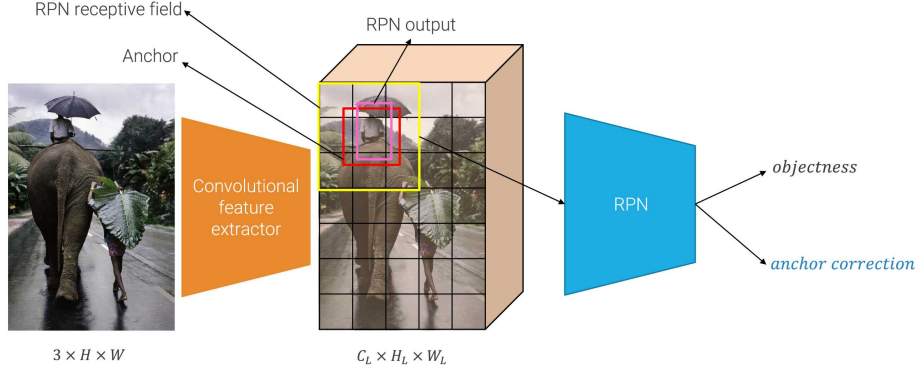 RPN receptive field
RPN output
Anchor
Convolutional
feature
extractor
RPN
objectness
anchor correction
3 × H × W
C_L × H_L × W_L